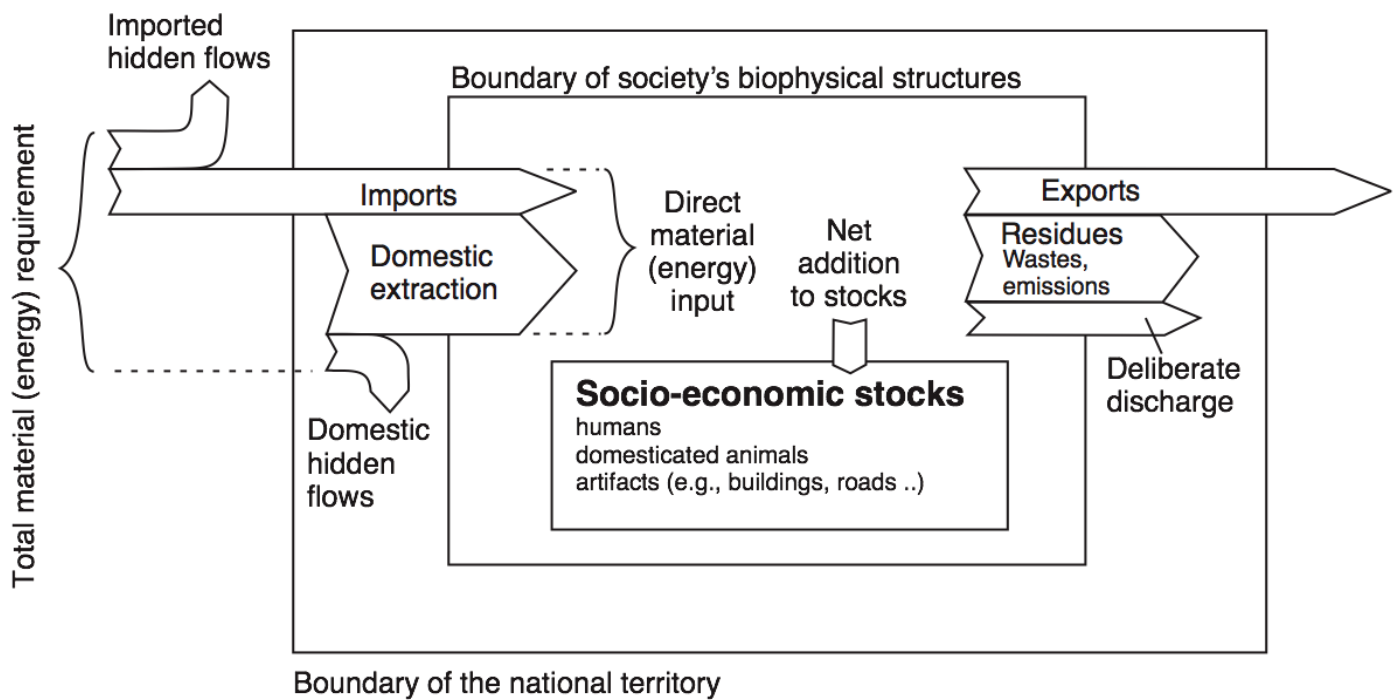 Imported
hidden flows
Boundary of society's biophysical structures
Total material (energy) requirement
Imports
Domestic
extraction
Direct
material
(energy)
input
Net
addition
to stocks
Exports
Residues
Wastes,
emissions
Deliberate
discharge
Domestic
hidden
flows
Socio-economic stocks
humans
domesticated animals
artifacts (e.g., buildings, roads ..)
Boundary of the national territory